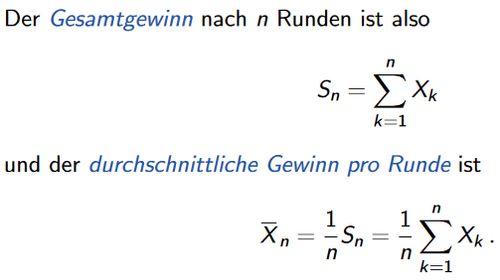 Der Gesamtgewinn nach n Runden ist also
S_n = \sum_{k=1}^{n} X_k
und der durchschnittliche Gewinn pro Runde ist
\overline{X}_n = \frac{1}{n} S_n = \frac{1}{n} \sum_{k=1}^{n} X_k .